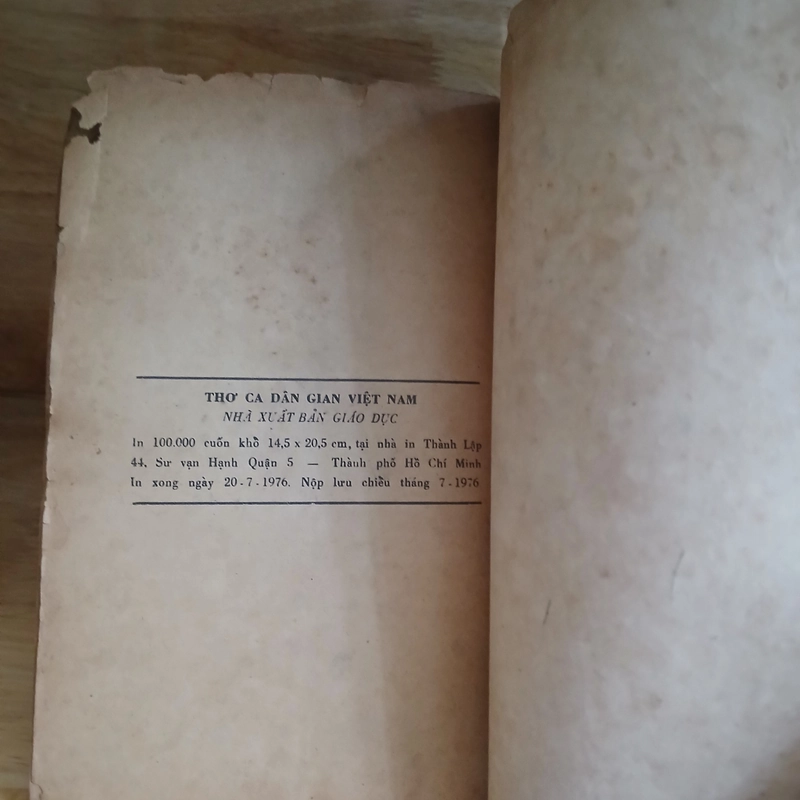 THƠ CA DÂN GIAN VIỆT NAM
NHÀ XUẤT BẢN GIÁO DỤC
In 100.000 cuốn khổ 14,5 x 20,5 cm, tại nhà in Thành Lập
44, Sư vạn Hạnh Quận 5 — Thành phố Hồ Chí Minh
In xong ngày 20-7-1976. Nộp lưu chiều tháng 7-1976